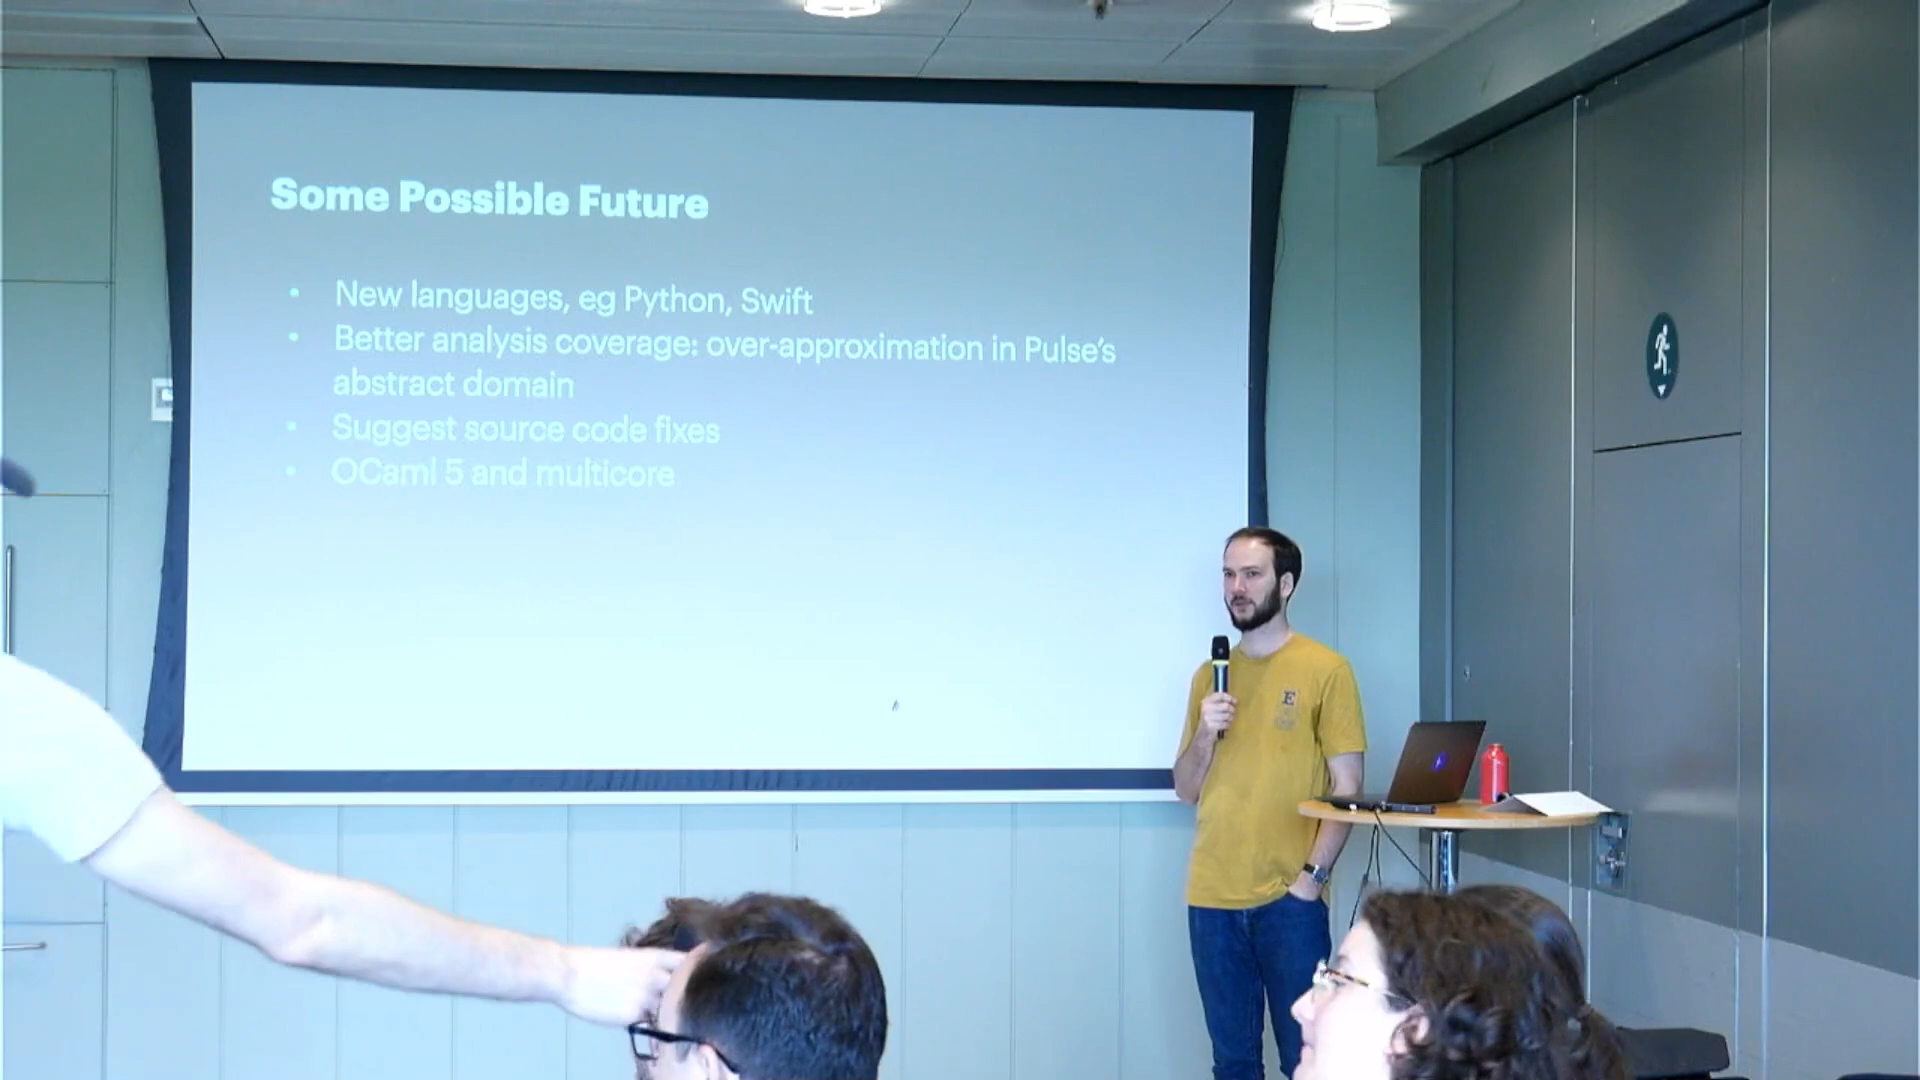 Some Possible Future
• New languages, eg Python, Swift
• Better analysis coverage: over-approximation in Pulse's
abstract domain
• Suggest source code fixes
• OCaml 5 and multicore
E